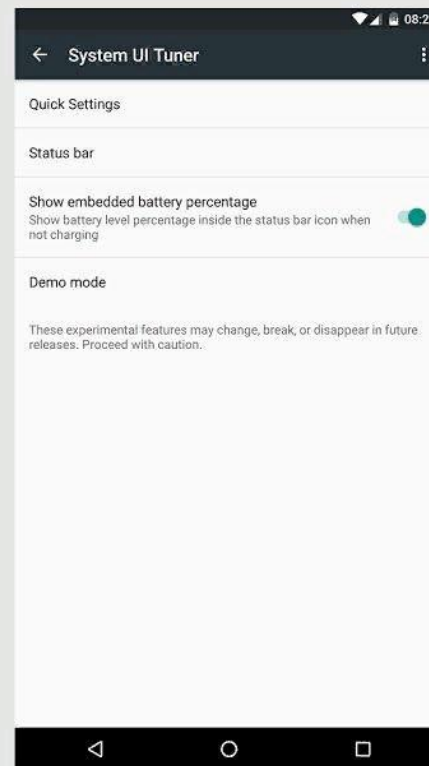 08:2
System UI Tuner
Quick Settings
Status bar
Show embedded battery percentage
Show battery level percentage inside the status bar icon when
not charging
Demo mode
These experimental features may change, break, or disappear in future
releases. Proceed with caution.